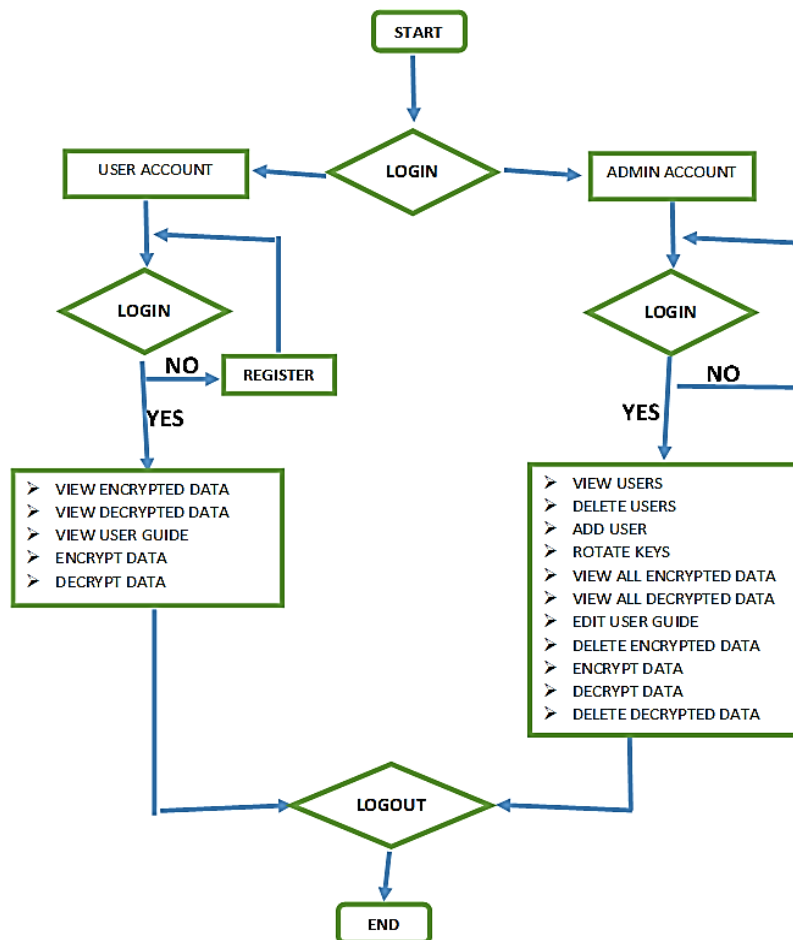 START
LOGIN
USER ACCOUNT
ADMIN ACCOUNT
LOGIN
NO
REGISTER
YES
LOGIN
NO
YES
VIEW ENCRYPTED DATA
VIEW DECRYPTED DATA
VIEW USER GUIDE
ENCRYPT DATA
DECRYPT DATA
VIEW USERS
DELETE USERS
ADD USER
ROTATE KEYS
VIEW ALL ENCRYPTED DATA
VIEW ALL DECRYPTED DATA
EDIT USER GUIDE
DELETE ENCRYPTED DATA
ENCRYPT DATA
DECRYPT DATA
DELETE DECRYPTED DATA
LOGOUT
END